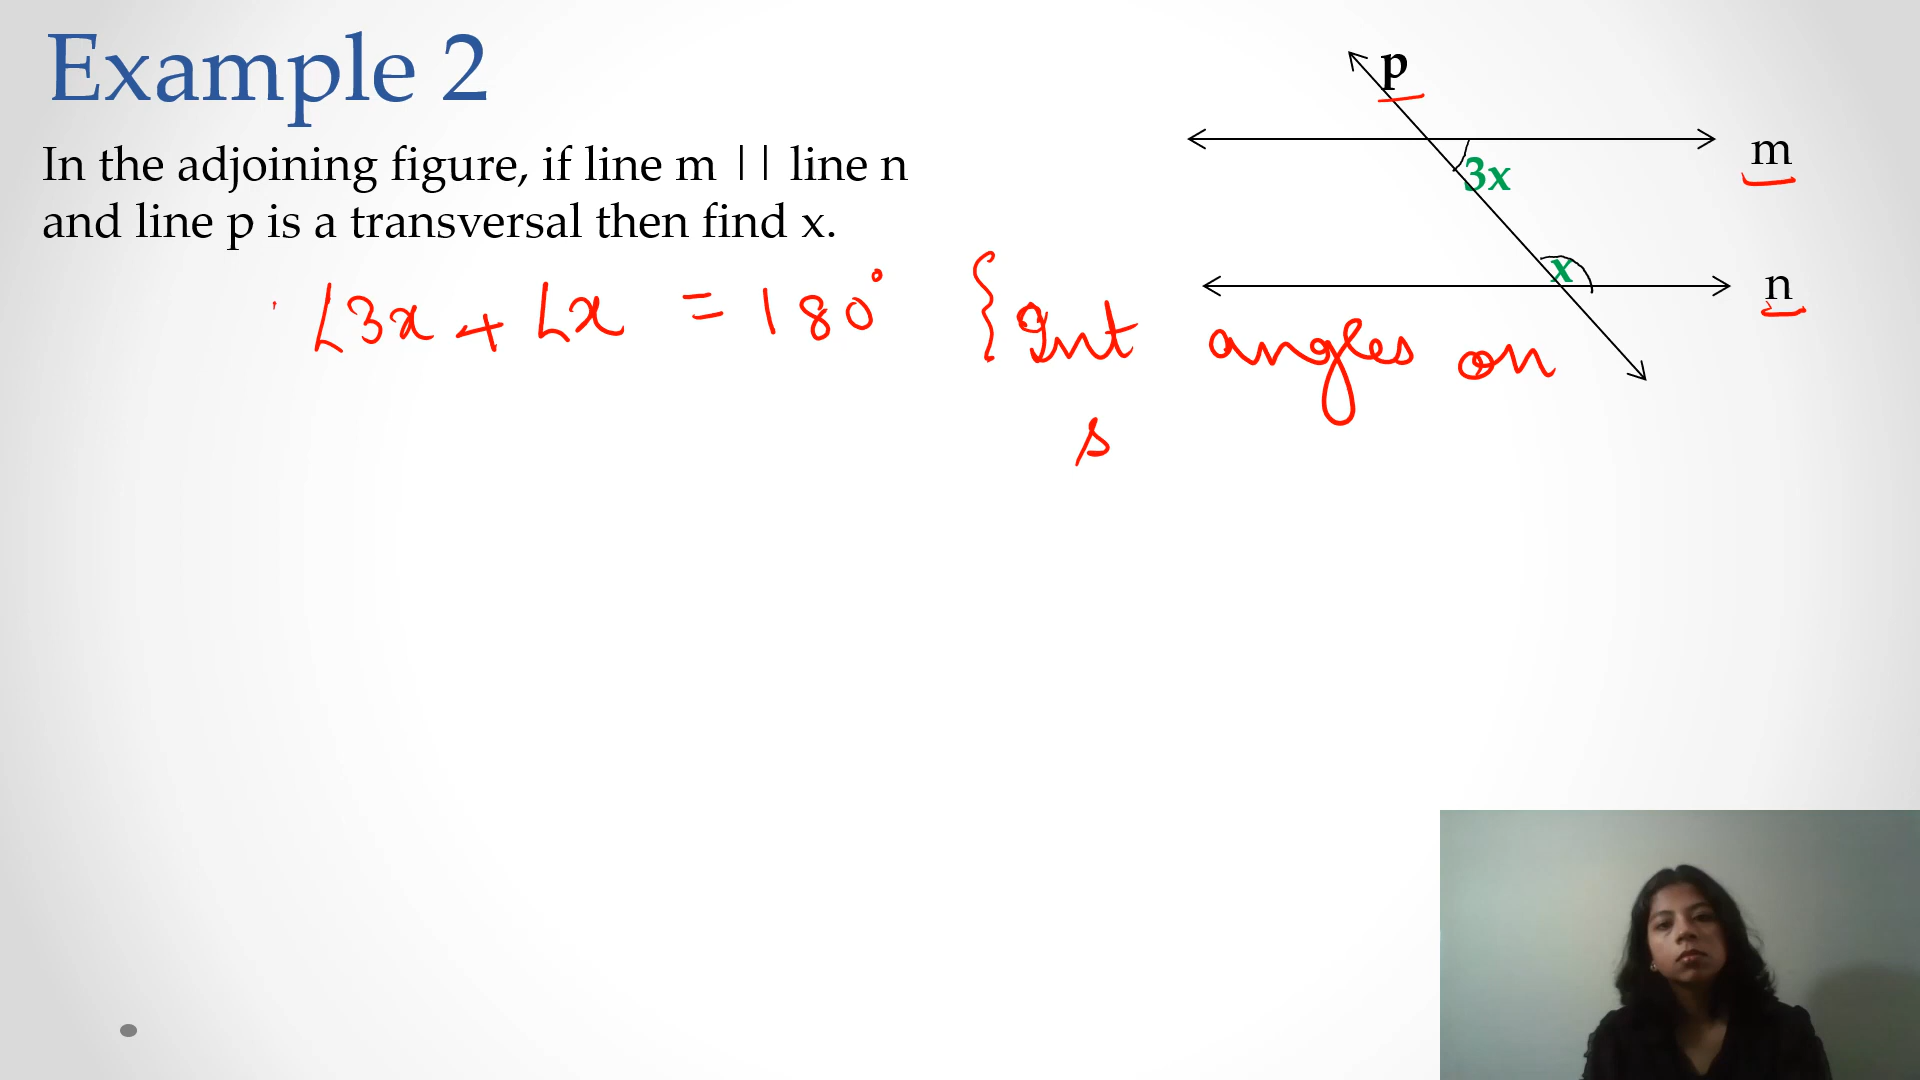 Example 2
In the adjoining figure, if line m || line n
and line p is a transversal then find x.
p
m
3x
x
n
∠3x + ∠x = 180° {Int angles on
s